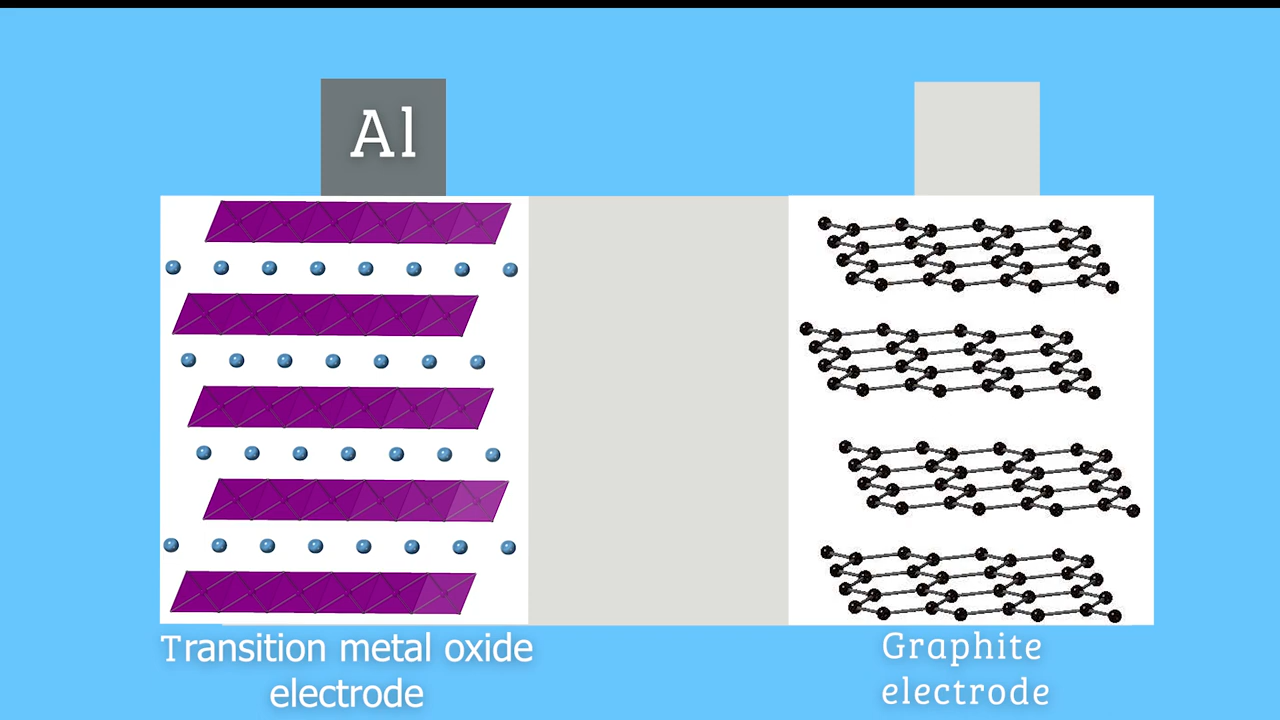 Al
Transition metal oxide
electrode
Graphite
electrode